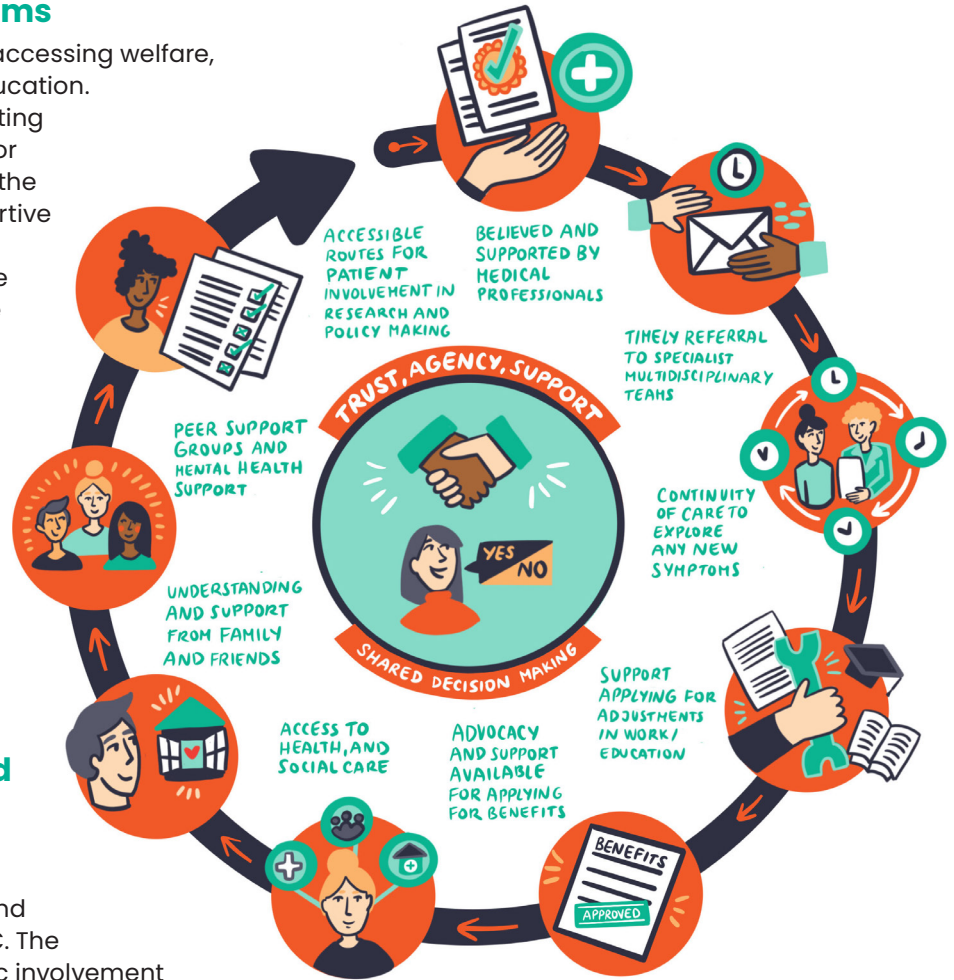 ms
accessing welfare,
ucation.
ting
or
the
ortive
e
nd
C. The
ic involvement
ACCESSIBLE
ROUTES FOR
PATIENT
INVOLVEMENT IN
RESEARCH AND
POLICY MAKING
BELIEVED AND
SUPPORTED BY
MEDICAL
PROFESSIONALS
TIMELY REFERRAL
TO SPECIALIST
MULTIDISCIPLINARY
TEAMS
CONTINUITY
OF CARE TO
EXPLORE
ANY NEW
SYMPTOMS
SUPPORT
APPLYING FOR
ADJUSTMENTS
IN WORK/
EDUCATION
BENEFITS
APPROVED
ADVOCACY
AND SUPPORT
AVAILABLE
FOR APPLYING
FOR BENEFITS
ACCESS TO
HEALTH, AND
SOCIAL CARE
UNDERSTANDING
AND SUPPORT
FROM FAMILY
AND FRIENDS
PEER SUPPORT
GROUPS AND
MENTAL HEALTH
SUPPORT
TRUST, AGENCY, SUPPORT
YES
NO
SHARED DECISION MAKING